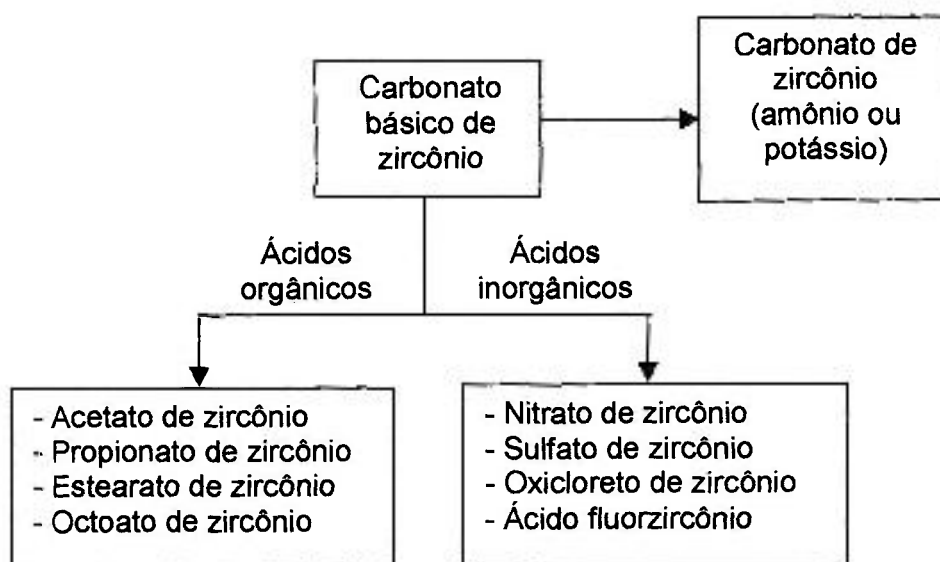 Carbonato
básico de
zircônio
Carbonato de
zircônio
(amônio ou
potássio)
Ácidos
orgânicos
Ácidos
inorgânicos
- Acetato de zircônio
- Propionato de zircônio
- Estearato de zircônio
- Octoato de zircônio
- Nitrato de zircônio
- Sulfato de zircônio
- Oxicloreto de zircônio
- Ácido fluorzircônio